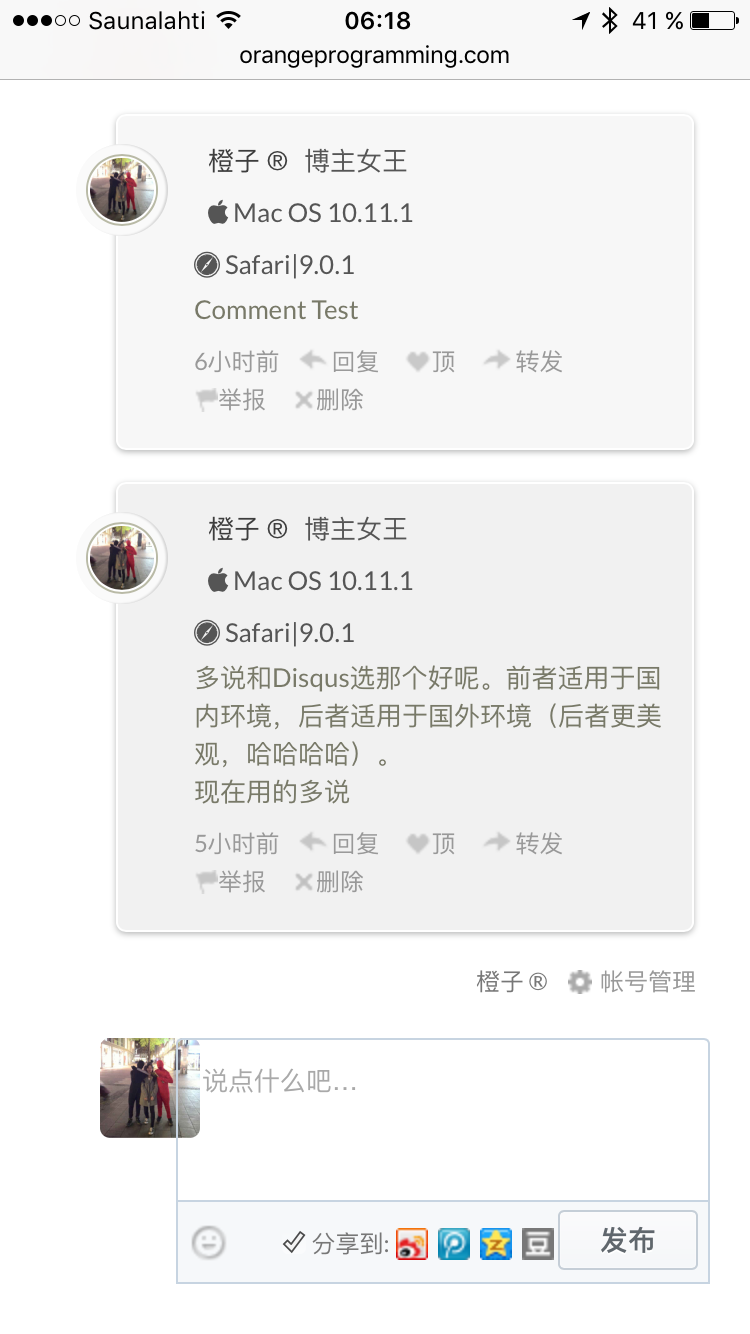 Saunalahti 06:18 41 %
orangeprogramming.com
橙子 ® 博主女王
Mac OS 10.11.1
Safari|9.0.1
Comment Test
6小时前 回复 顶 转发
举报 删除
橙子 ® 博主女王
Mac OS 10.11.1
Safari|9.0.1
多说和Disqus选那个好呢。前者适用于国
内环境，后者适用于国外环境（后者更美
观，哈哈哈哈）。
现在用的多说
5小时前 回复 顶 转发
举报 删除
橙子 ® 帐号管理
说点什么吧…
分享到: 豆 发布